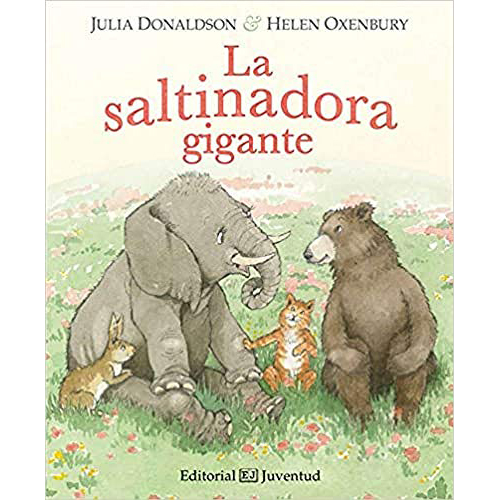 JULIA DONALDSON & HELEN OXENBURY
La
saltinadora
gigante
Editorial EJ Juventud